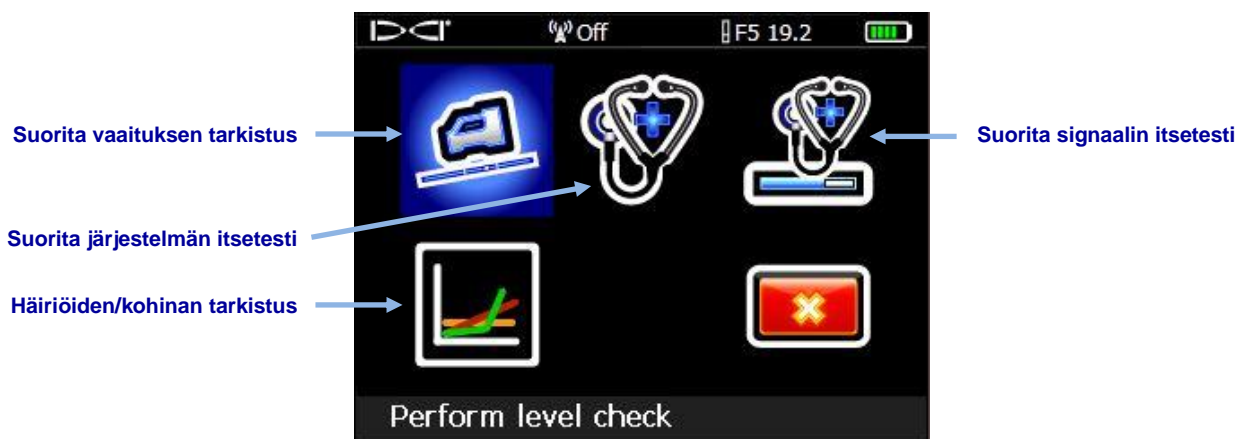 DCI
Off
F5 19.2
Suorita vaaituksen tarkistus
Suorita signaalin itsetesti
Suorita järjestelmän itsetesti
Häiriöiden/kohinan tarkistus
Perform level check